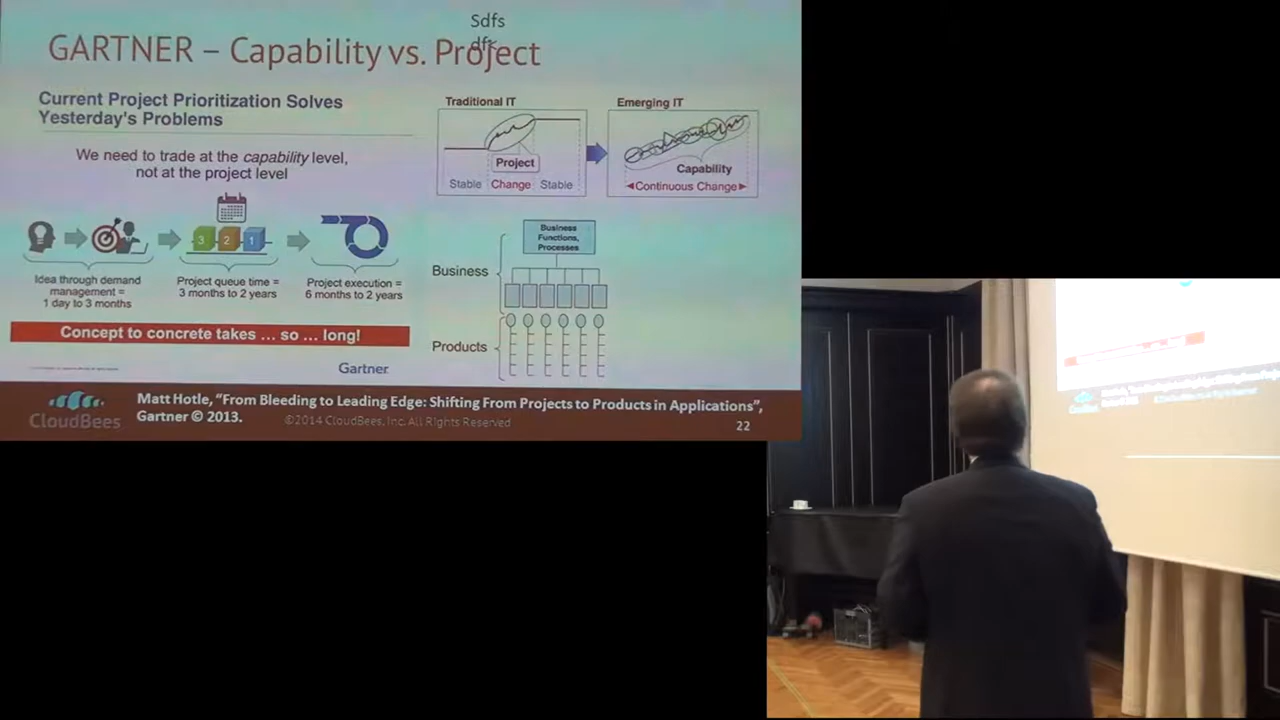 Sdfs
dfs
GARTNER – Capability vs. Project
Current Project Prioritization Solves
Yesterday's Problems
We need to trade at the capability level,
not at the project level
3 2 1
Idea through demand
management =
1 day to 3 months
Project queue time =
3 months to 2 years
Project execution =
6 months to 2 years
Concept to concrete takes ... so ... long!
Gartner
Traditional IT
Project
Stable Change Stable
Emerging IT
Capability
Continuous Change
Business
Functions,
Processes
Business
Products
CloudBees
Matt Hotle, “From Bleeding to Leading Edge: Shifting From Projects to Products in Applications”,
Gartner © 2013.
©2014 CloudBees, Inc. All Rights Reserved
22